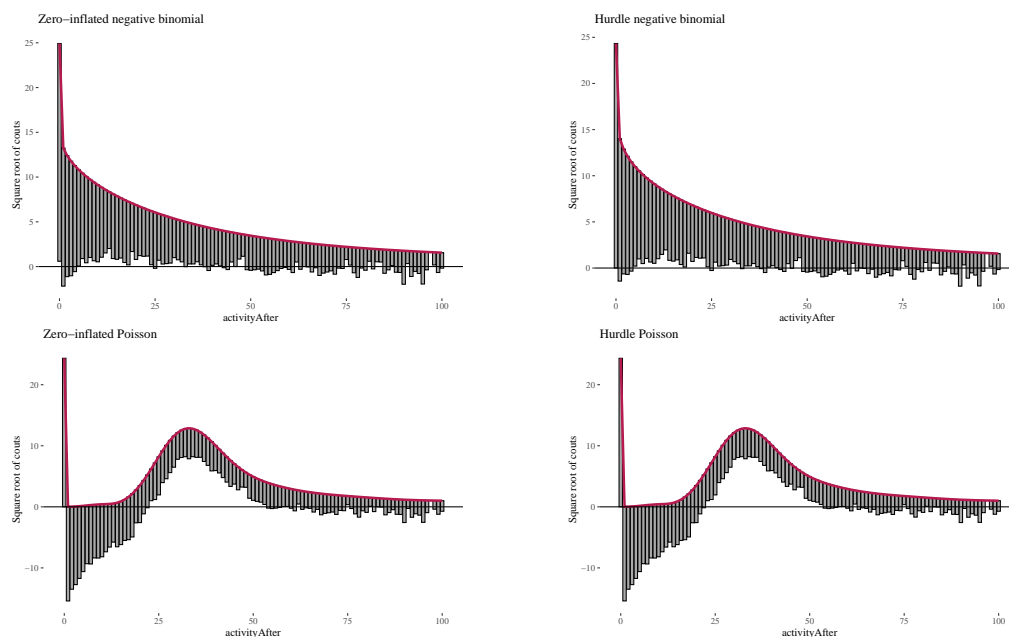 Zero−inflated negative binomial
25
20
15
10
5
0
Square root of couts
0 25 50 75 100
activityAfter
Hurdle negative binomial
25
20
15
10
5
0
Square root of couts
0 25 50 75 100
activityAfter
Zero−inflated Poisson
20
10
0
−10
Square root of couts
0 25 50 75 100
activityAfter
Hurdle Poisson
20
10
0
−10
Square root of couts
0 25 50 75 100
activityAfter